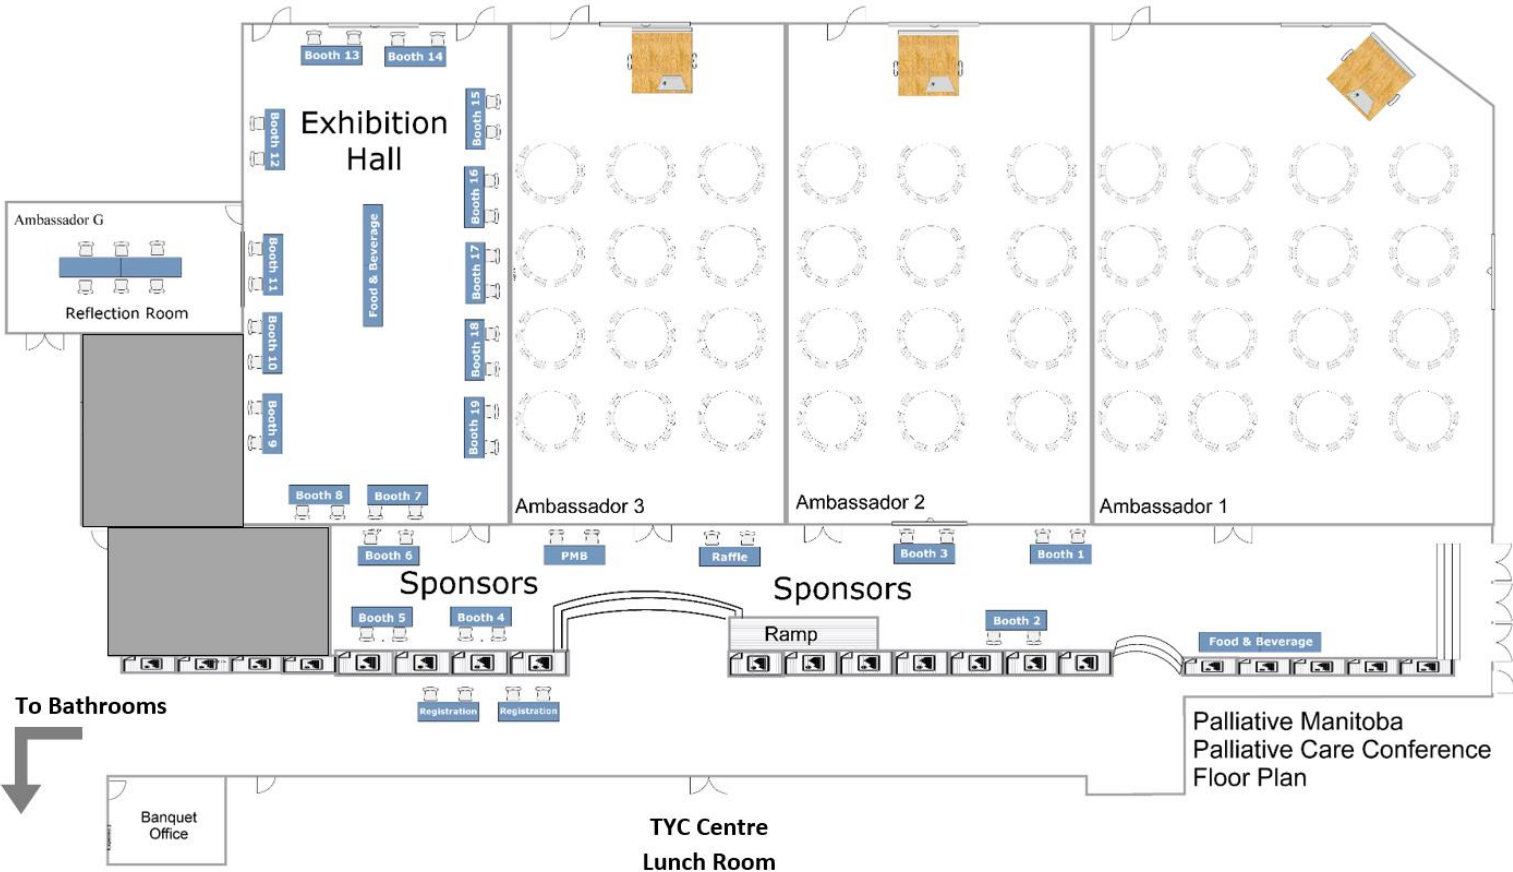 Booth 13
Booth 14
Exhibition
Hall
Booth 12
Booth 15
Booth 16
Ambassador G
Reflection Room
Booth 11
Food & Beverage
Booth 17
Booth 10
Booth 18
Booth 9
Booth 19
Booth 8
Booth 7
Ambassador 3
Ambassador 2
Ambassador 1
Booth 6
PMB
Raffle
Booth 3
Booth 1
Sponsors
Sponsors
Booth 5
Booth 4
Ramp
Booth 2
Food & Beverage
To Bathrooms
Registration
Registration
Palliative Manitoba
Palliative Care Conference
Floor Plan
Banquet
Office
TYC Centre
Lunch Room